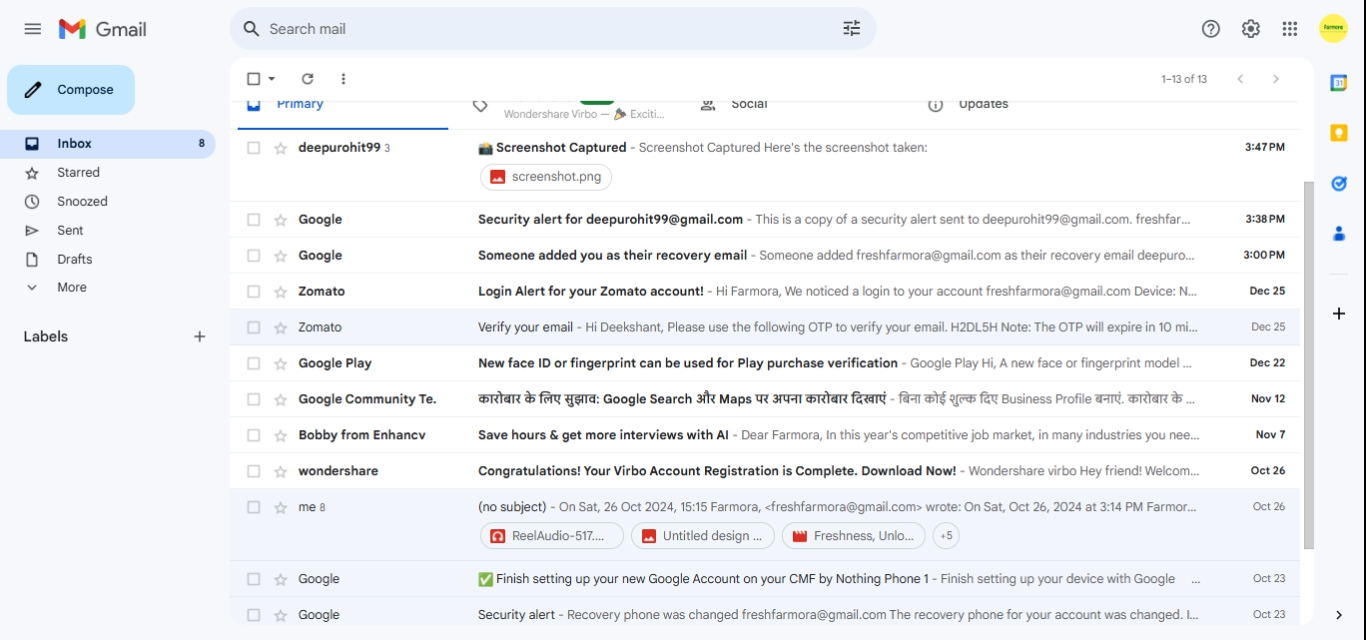 Gmail
Search mail
Farmora
Compose
1–13 of 13
Primary
Wondershare Virbo — 🎉 Exciti...
Social
Updates
Inbox 8
Starred
Snoozed
Sent
Drafts
More
Labels
deepurohit99 3 📸 Screenshot Captured - Screenshot Captured Here's the screenshot taken: 3:47 PM
screenshot.png
Google Security alert for deepurohit99@gmail.com - This is a copy of a security alert sent to deepurohit99@gmail.com. freshfar... 3:38 PM
Google Someone added you as their recovery email - Someone added freshfarmora@gmail.com as their recovery email deepuro... 3:00 PM
Zomato Login Alert for your Zomato account! - Hi Farmora, We noticed a login to your account freshfarmora@gmail.com Device: N... Dec 25
Zomato Verify your email - Hi Deekshant, Please use the following OTP to verify your email. H2DL5H Note: The OTP will expire in 10 mi... Dec 25
Google Play New face ID or fingerprint can be used for Play purchase verification - Google Play Hi, A new face or fingerprint model ... Dec 22
Google Community Te. कारोबार के लिए सुझाव: Google Search और Maps पर अपना कारोबार दिखाएं - बिना कोई शुल्क दिए Business Profile बनाएं. कारोबार के ... Nov 12
Bobby from Enhancv Save hours & get more interviews with AI - Dear Farmora, In this year's competitive job market, in many industries you nee... Nov 7
wondershare Congratulations! Your Virbo Account Registration is Complete. Download Now! - Wondershare virbo Hey friend! Welcom... Oct 26
me 8 (no subject) - On Sat, 26 Oct 2024, 15:15 Farmora, <freshfarmora@gmail.com> wrote: On Sat, Oct 26, 2024 at 3:14 PM Farmor... Oct 26
ReelAudio-517.... Untitled design ... Freshness, Unlo... +5
Google ✅ Finish setting up your new Google Account on your CMF by Nothing Phone 1 - Finish setting up your device with Google ... Oct 23
Google Security alert - Recovery phone was changed freshfarmora@gmail.com The recovery phone for your account was changed. I... Oct 23